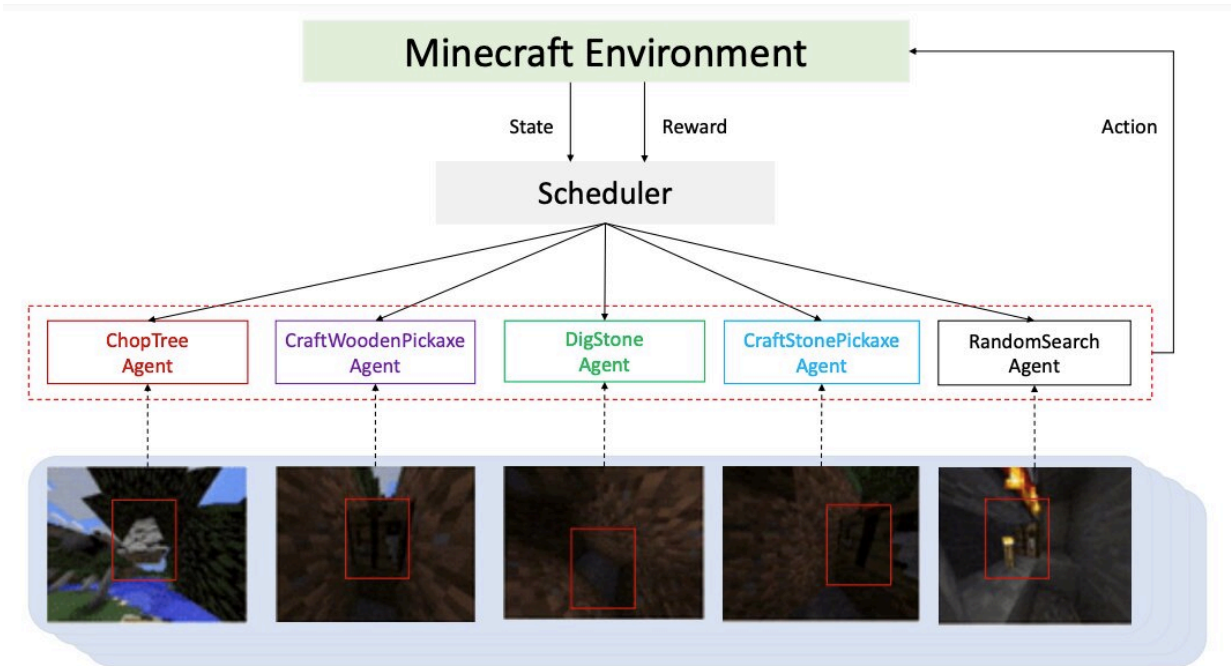 Minecraft Environment
State
Reward
Action
Scheduler
ChopTree
Agent
CraftWoodenPickaxe
Agent
DigStone
Agent
CraftStonePickaxe
Agent
RandomSearch
Agent